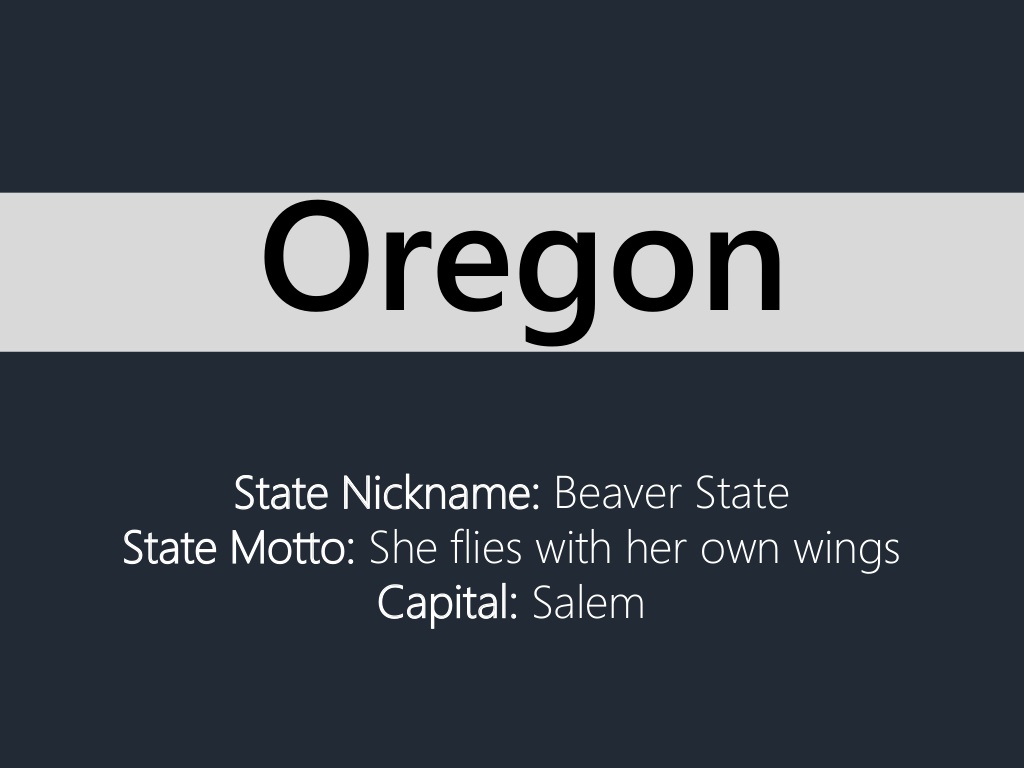 Oregon
State Nickname: Beaver State
State Motto: She flies with her own wings
Capital: Salem